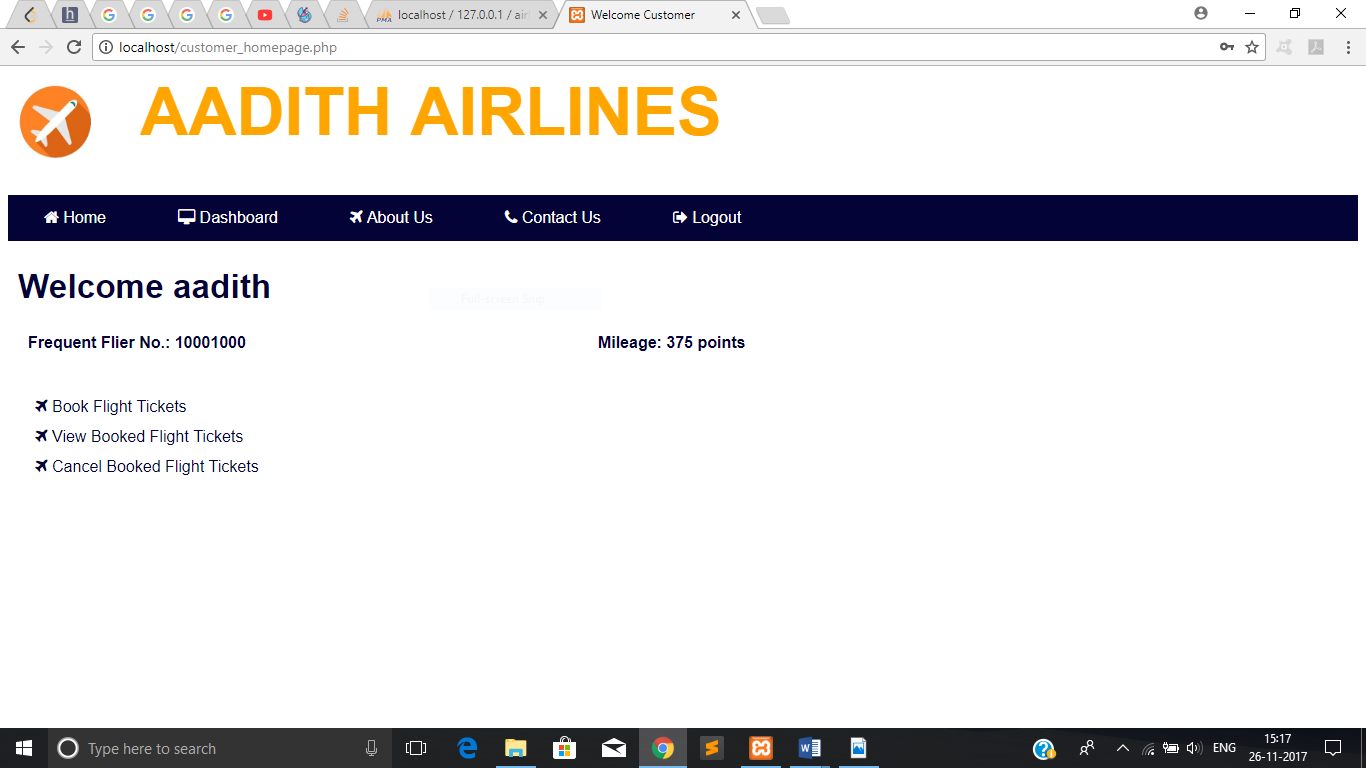 localhost / 127.0.0.1 / air
Welcome Customer
localhost/customer_homepage.php
AADITH AIRLINES
Home Dashboard About Us Contact Us Logout
Welcome aadith
Full-screen Snip
Frequent Flier No.: 10001000 Mileage: 375 points
Book Flight Tickets
View Booked Flight Tickets
Cancel Booked Flight Tickets
Type here to search
ENG
15:17
26-11-2017